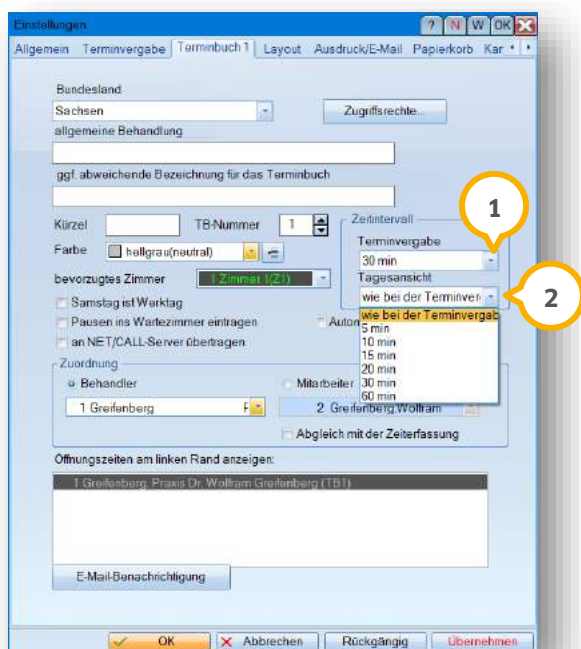 Einstellungen ? N W OK
Allgemein Terminvergabe Terminbuch 1 Layout Ausdruck/E-Mail Papierkorb Kar
Bundesland
Sachsen Zugriffsrechte...
allgemeine Behandlung
ggf. abweichende Bezeichnung für das Terminbuch
Kürzel TB-Nummer 1 Zeitintervall 1
Terminvergabe
Farbe hellgrau(neutral) 30 min
Tagesansicht
bevorzugtes Zimmer 1 Zimmer 1(Z1) wie bei der Terminver 2
Samstag ist Werktag wie bei der Terminvergab
Pausen ins Wartezimmer eintragen Auton 5 min
10 min
an NET/CALL-Server übertragen 15 min
20 min
Zuordnung
Behandler Mitarbeiter 30 min
60 min
1 Greifenberg 2 Greifenberg,Wolfram
Abgleich mit der Zeiterfassung
Öffnungszeiten am linken Rand anzeigen:
1 Greifenberg, Praxis Dr. Wolfram Greifenberg (TB1)
E-Mail-Benachrichtigung
OK Abbrechen Rückgängig Übernehmen